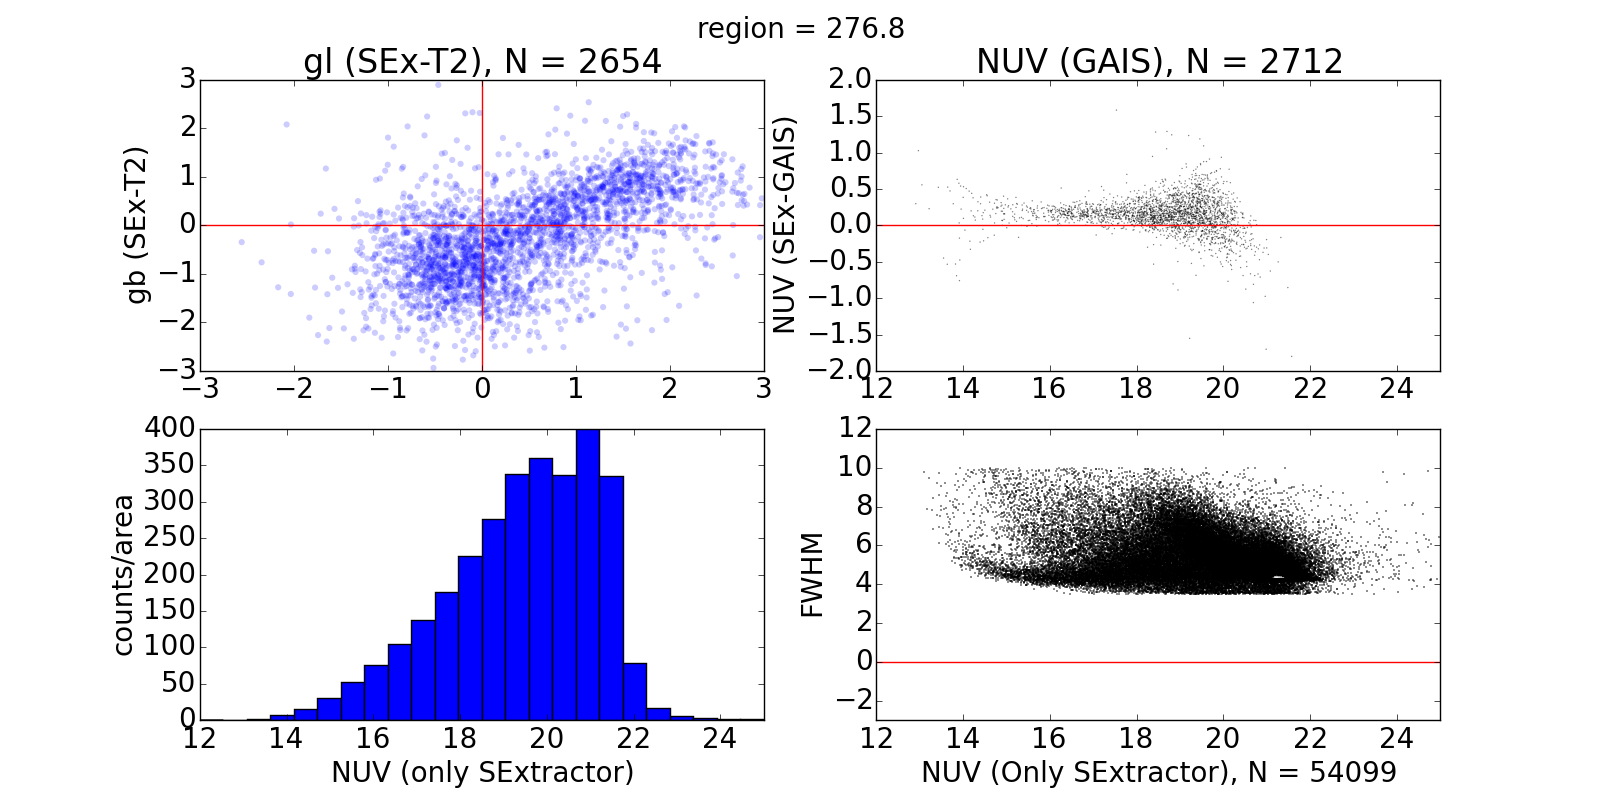 region = 276.8
gl (SEx-T2), N = 2654
3
2
1
0
−1
−2
−3
gb (SEx-T2)
−3 −2 −1 0 1 2 3
NUV (GAIS), N = 2712
2.0
1.5
1.0
0.5
0.0
−0.5
−1.0
−1.5
−2.0
NUV (SEx-GAIS)
12 14 16 18 20 22 24
400
350
300
250
200
150
100
50
0
counts/area
12 14 16 18 20 22 24
NUV (only SExtractor)
12
10
8
6
4
2
0
−2
FWHM
12 14 16 18 20 22 24
NUV (Only SExtractor), N = 54099